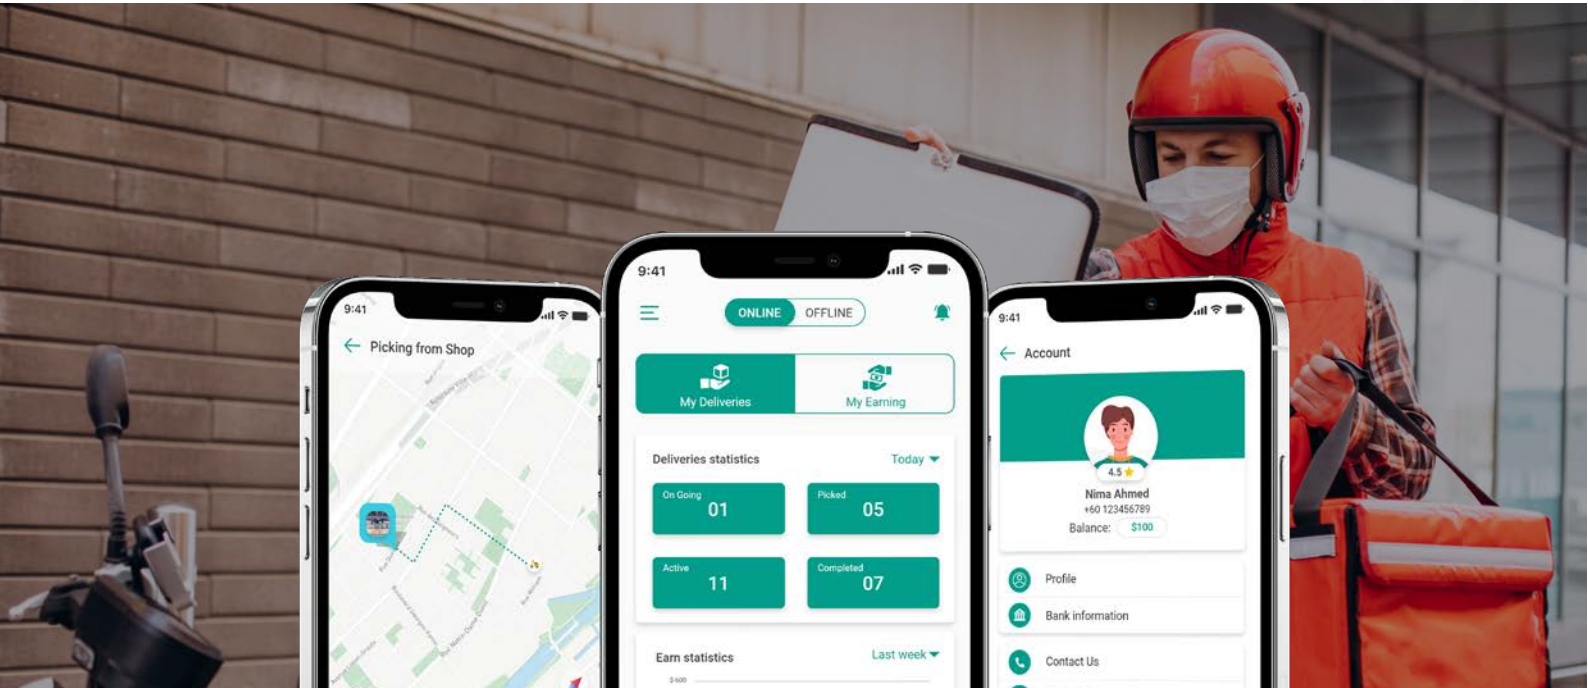 9:41
Picking from Shop
9:41
ONLINE
OFFLINE
My Deliveries
My Earning
Deliveries statistics
Today
On Going
01
Picked
05
Active
11
Completed
07
Earn statistics
Last week
$ 600
9:41
Account
4.5
Nima Ahmed
+60 123456789
Balance: $100
Profile
Bank information
Contact Us